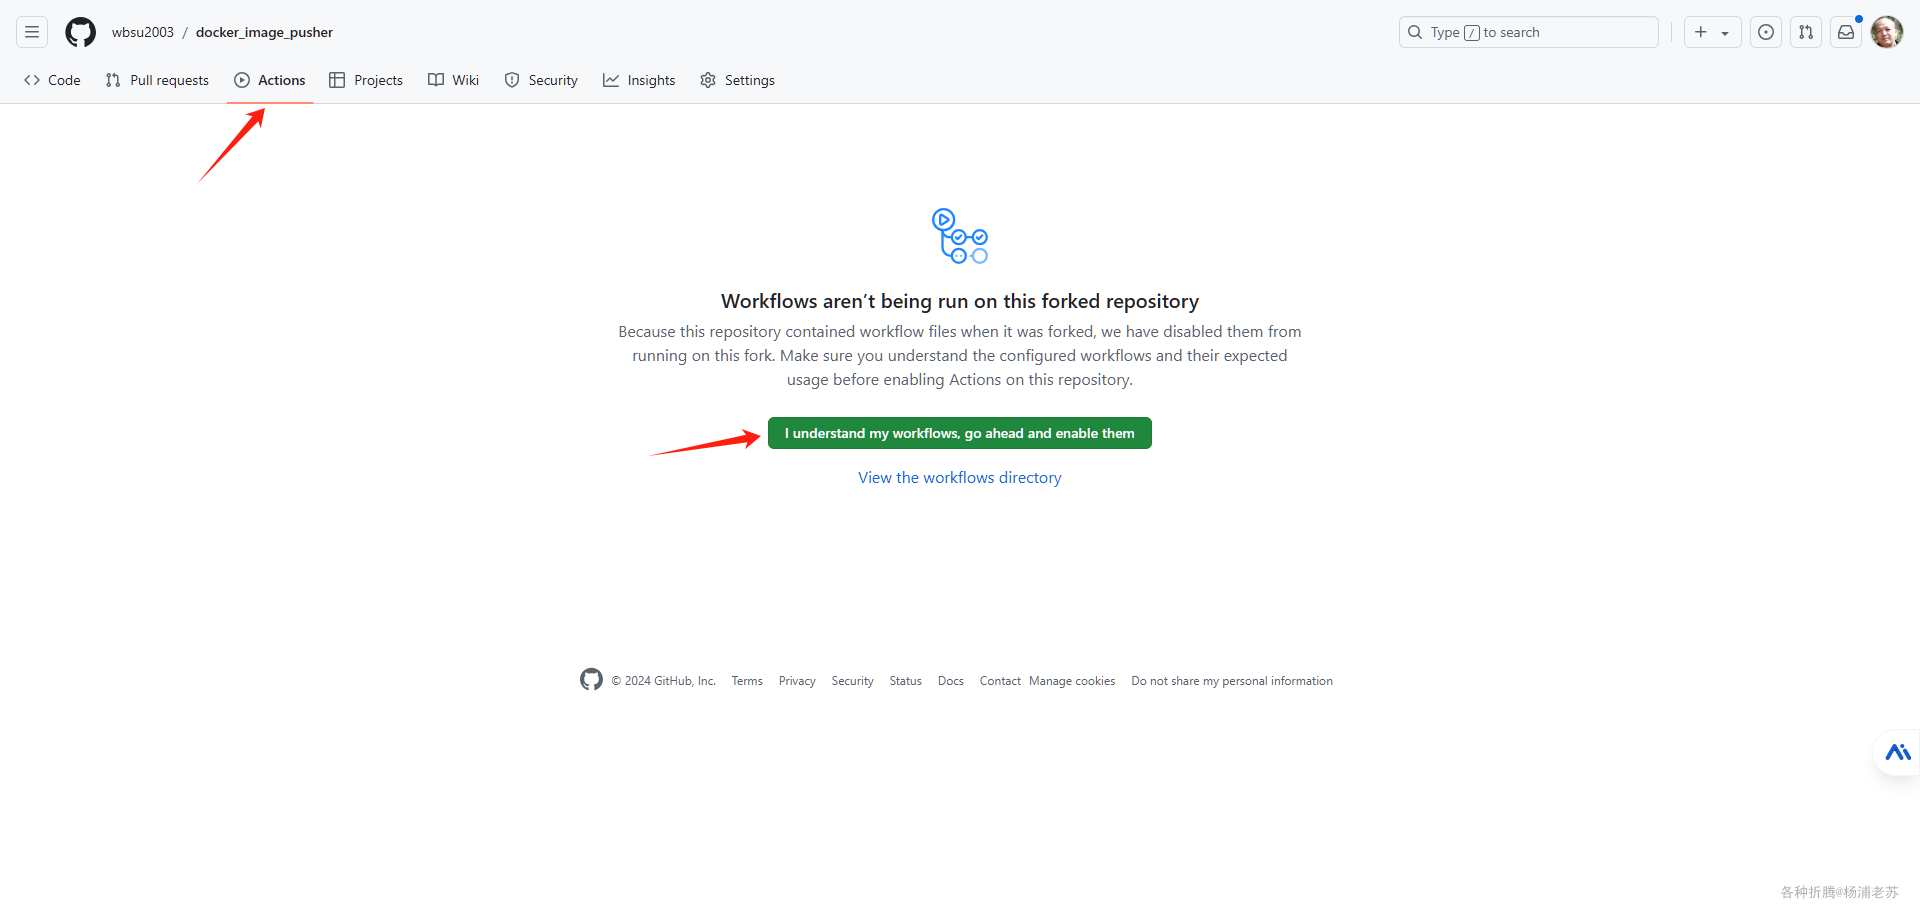 wbsu2003 / docker_image_pusher
Type / to search
Code Pull requests Actions Projects Wiki Security Insights Settings
Workflows aren’t being run on this forked repository
Because this repository contained workflow files when it was forked, we have disabled them from
running on this fork. Make sure you understand the configured workflows and their expected
usage before enabling Actions on this repository.
I understand my workflows, go ahead and enable them
View the workflows directory
© 2024 GitHub, Inc. Terms Privacy Security Status Docs Contact Manage cookies Do not share my personal information
各种折腾@杨浦老苏